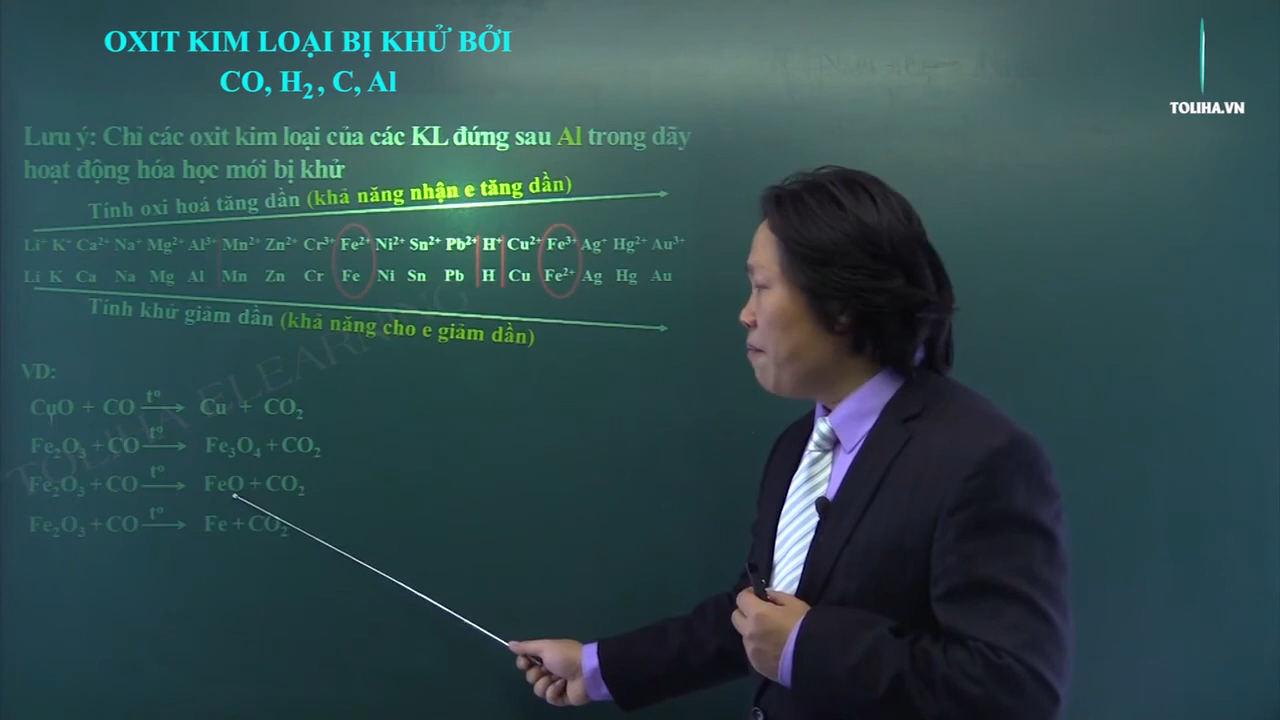 OXIT KIM LOẠI BỊ KHỬ BỞI
CO, H2, C, Al
TOLIHA.VN
Lưu ý: Chỉ các oxit kim loại của các KL đứng sau Al trong dãy
hoạt động hóa học mới bị khử
Tính oxi hoá tăng dần (khả năng nhận e tăng dần)
Li⁺ K⁺ Ca²⁺ Na⁺ Mg²⁺ Al³⁺ Mn²⁺ Zn²⁺ Cr³⁺ Fe²⁺ Ni²⁺ Sn²⁺ Pb²⁺ H⁺ Cu²⁺ Fe³⁺ Ag⁺ Hg²⁺ Au³⁺
Li K Ca Na Mg Al Mn Zn Cr Fe Ni Sn Pb H Cu Fe²⁺ Ag Hg Au
Tính khử giảm dần (khả năng cho e giảm dần)
TOLIHA ELEARNING
VD:
CuO + CO t° → Cu + CO₂
Fe₂O₃ + CO t° → Fe₃O₄ + CO₂
Fe₂O₃ + CO t° → FeO + CO₂
Fe₂O₃ + CO t° → Fe + CO₂